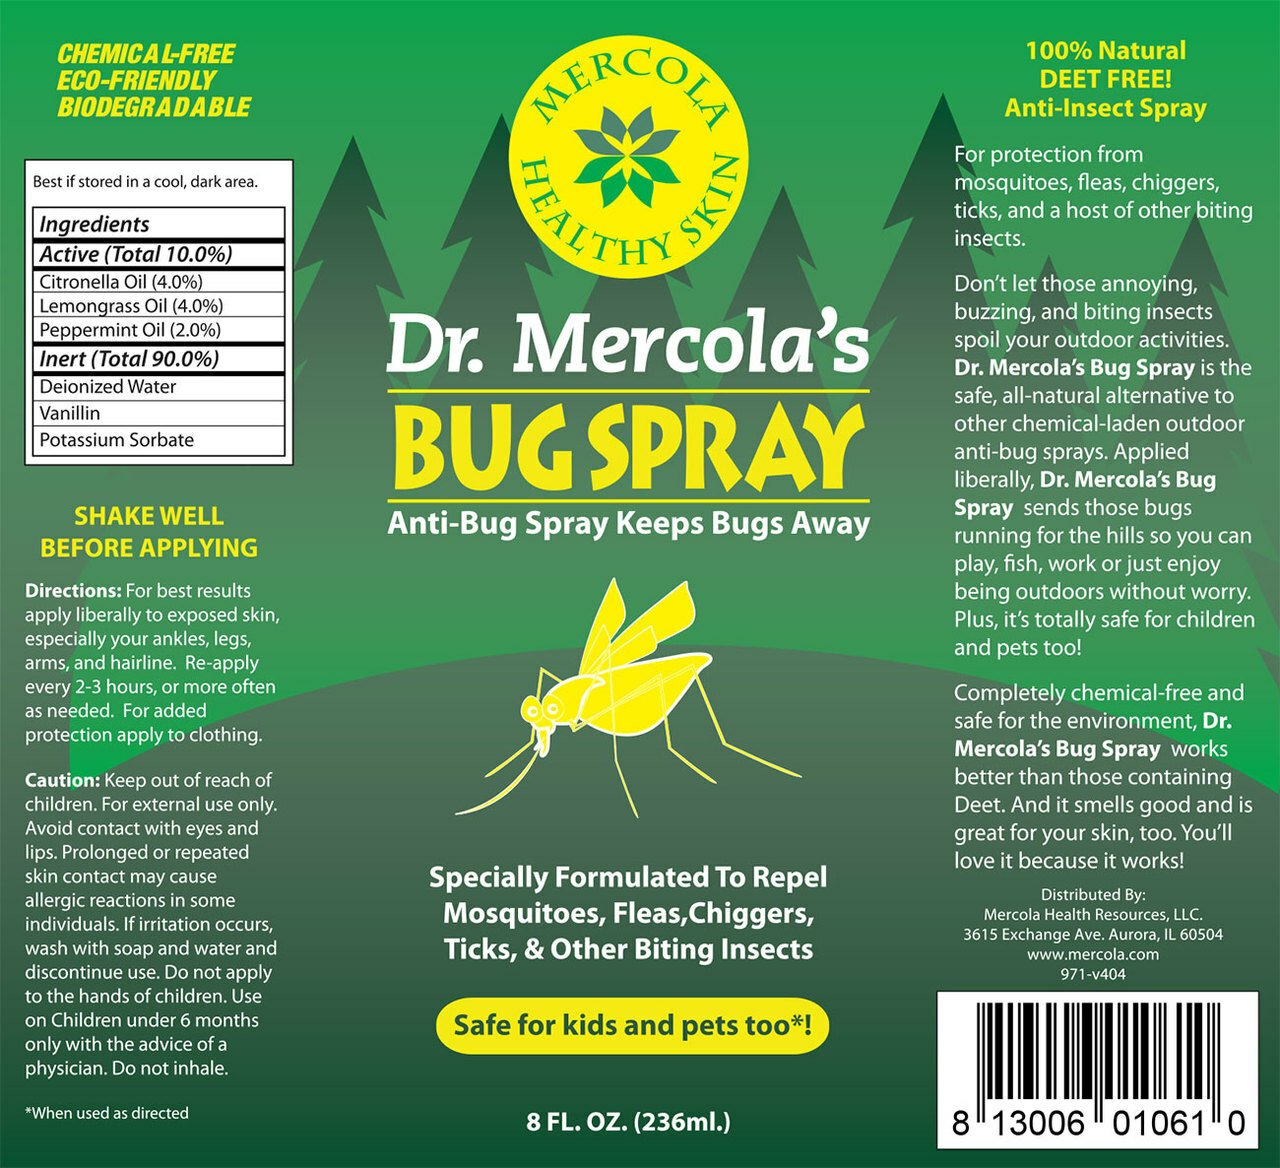 CHEMICAL-FREE
ECO-FRIENDLY
BIODEGRADABLE
Best if stored in a cool, dark area.
Ingredients
Active (Total 10.0%)
Citronella Oil (4.0%)
Lemongrass Oil (4.0%)
Peppermint Oil (2.0%)
Inert (Total 90.0%)
Deionized Water
Vanillin
Potassium Sorbate
SHAKE WELL
BEFORE APPLYING
Directions: For best results
apply liberally to exposed skin,
especially your ankles, legs,
arms, and hairline. Re-apply
every 2-3 hours, or more often
as needed. For added
protection apply to clothing.
Caution: Keep out of reach of
children. For external use only.
Avoid contact with eyes and
lips. Prolonged or repeated
skin contact may cause
allergic reactions in some
individuals. If irritation occurs,
wash with soap and water and
discontinue use. Do not apply
to the hands of children. Use
on Children under 6 months
only with the advice of a
physician. Do not inhale.
*When used as directed
MERCOLA
HEALTHY SKIN
Dr. Mercola's
BUG SPRAY
Anti-Bug Spray Keeps Bugs Away
Specially Formulated To Repel
Mosquitoes, Fleas,Chiggers,
Ticks, & Other Biting Insects
Safe for kids and pets too*!
8 FL. OZ. (236ml.)
100% Natural
DEET FREE!
Anti-Insect Spray
For protection from
mosquitoes, fleas, chiggers,
ticks, and a host of other biting
insects.
Don't let those annoying,
buzzing, and biting insects
spoil your outdoor activities.
Dr. Mercola's Bug Spray is the
safe, all-natural alternative to
other chemical-laden outdoor
anti-bug sprays. Applied
liberally, Dr. Mercola's Bug
Spray sends those bugs
running for the hills so you can
play, fish, work or just enjoy
being outdoors without worry.
Plus, it's totally safe for children
and pets too!
Completely chemical-free and
safe for the environment, Dr.
Mercola's Bug Spray works
better than those containing
Deet. And it smells good and is
great for your skin, too. You'll
love it because it works!
Distributed By:
Mercola Health Resources, LLC.
3615 Exchange Ave. Aurora, IL 60504
www.mercola.com
971-v404
8 13006 01061 0